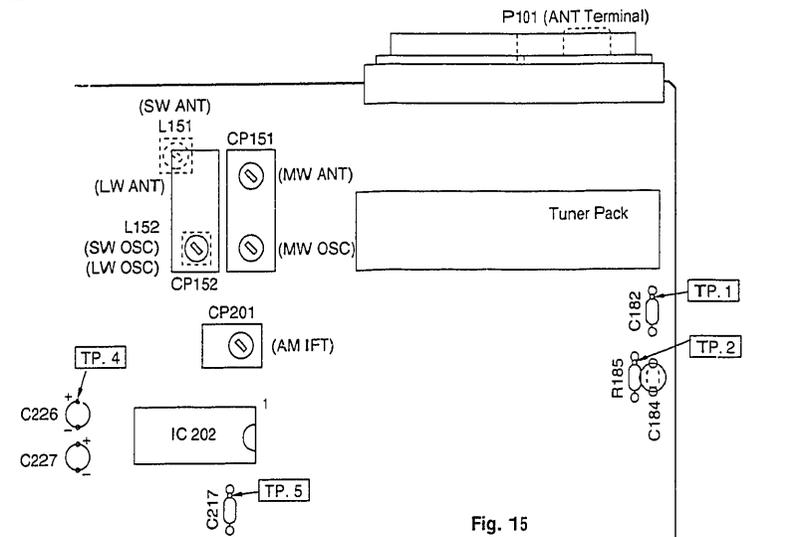 P101 (ANT Terminal)
(SW ANT)
L151
CP151
(LW ANT)
(MW ANT)
Tuner Pack
L152
(SW OSC)
(LW OSC)
(MW OSC)
CP152
TP. 1
C182
CP201
(AM IFT)
TP. 2
TP. 4
R185
C184
+
C226
-
1
IC 202
+
C227
-
TP. 5
C217
Fig. 15